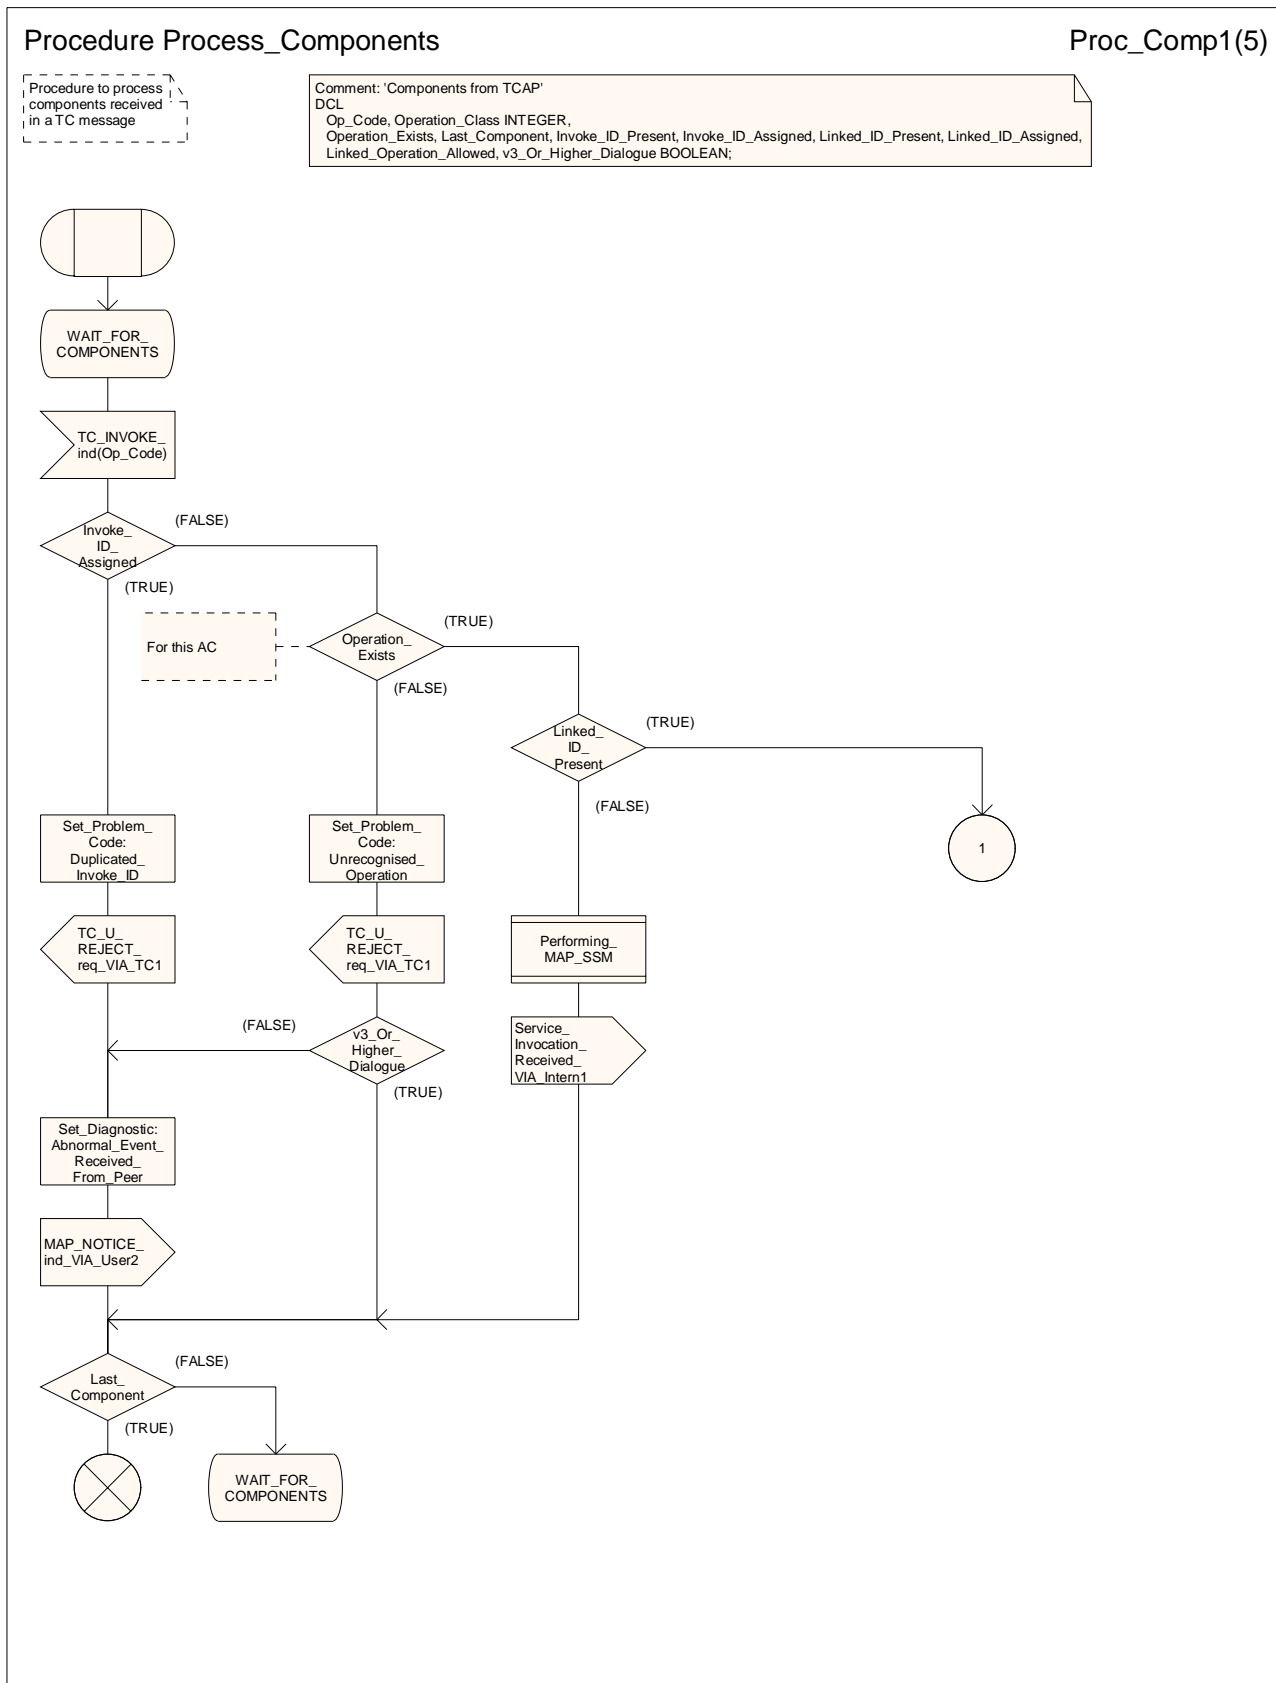 Procedure Process_Components
Proc_Comp1(5)
Procedure to process
components received
in a TC message
Comment: 'Components from TCAP'
DCL
Op_Code, Operation_Class INTEGER,
Operation_Exists, Last_Component, Invoke_ID_Present, Invoke_ID_Assigned, Linked_ID_Present, Linked_ID_Assigned,
Linked_Operation_Allowed, v3_Or_Higher_Dialogue BOOLEAN;
WAIT_FOR_
COMPONENTS
TC_INVOKE_
ind(Op_Code)
Invoke_
ID_
Assigned
(FALSE)
(TRUE)
For this AC
Operation_
Exists
(TRUE)
(FALSE)
Linked_
ID_
Present
(TRUE)
(FALSE)
1
Set_Problem_
Code:
Duplicated_
Invoke_ID
Set_Problem_
Code:
Unrecognised_
Operation
TC_U_
REJECT_
req_VIA_TC1
TC_U_
REJECT_
req_VIA_TC1
Performing_
MAP_SSM
(FALSE)
v3_Or_
Higher_
Dialogue
(TRUE)
Service_
Invocation_
Received_
VIA_Intern1
Set_Diagnostic:
Abnormal_Event_
Received_
From_Peer
MAP_NOTICE_
ind_VIA_User2
Last_
Component
(FALSE)
(TRUE)
WAIT_FOR_
COMPONENTS